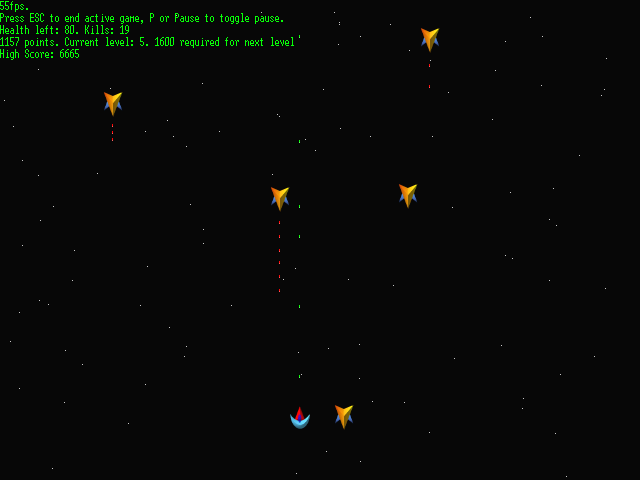 55fps.
Press ESC to end active game, P or Pause to toggle pause.
Health left: 80. Kills: 19
1157 points. Current level: 5. 1600 required for next level
High Score: 6665